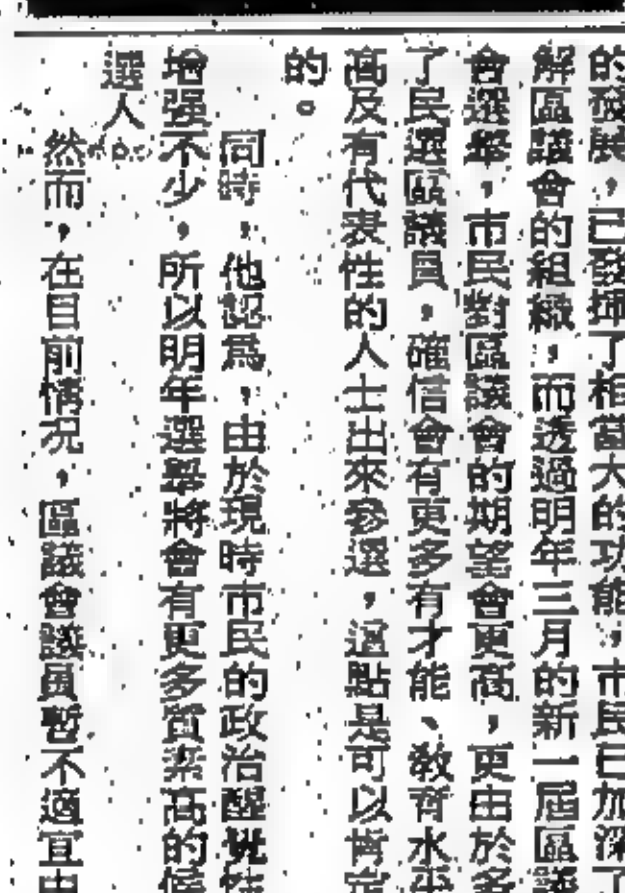 的發展，已發揮了相當大的功能，市民已加深了
解區議會的組織，而透過明年三月的新一屆區議
會選舉，市民對區議會的期望會更高，更由於多
了民選區議員，確信會有更多有才能、敎育水平
高及有代表性的人士出來參選，這點是可以肯定
的。
同時，他認爲，由於現時市民的政治醒覺性
增强不少，所以明年選舉將會有更多質素高的候
選人。
然而，在目前情况，區議會議員暫不適宜由